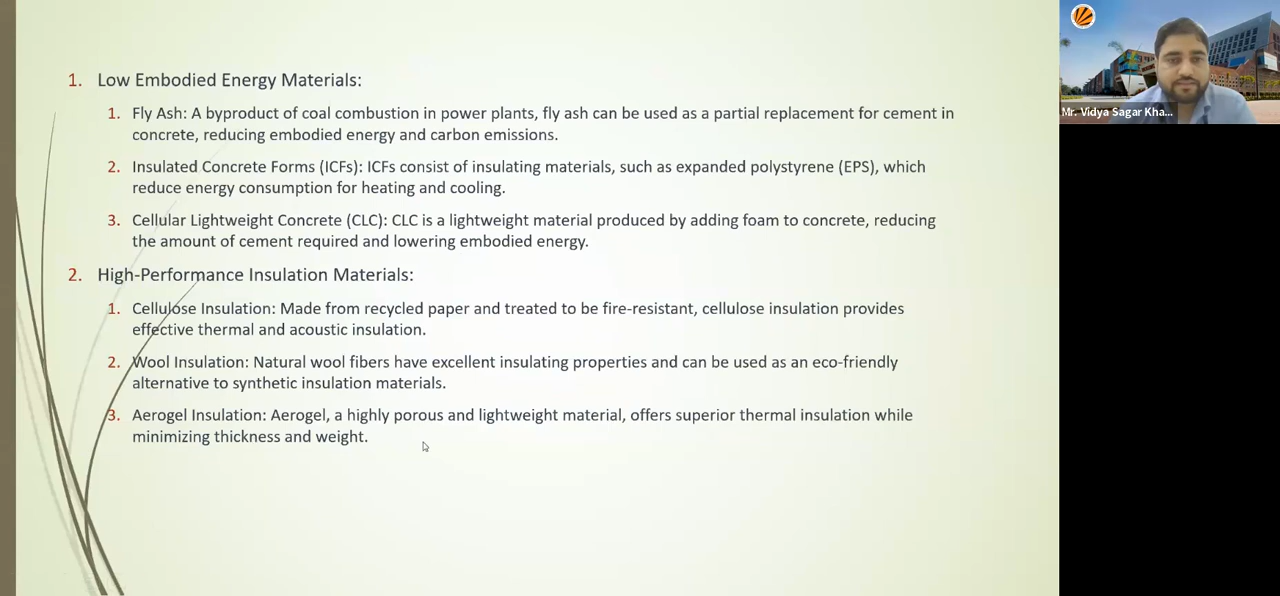 1. Low Embodied Energy Materials:
1. Fly Ash: A byproduct of coal combustion in power plants, fly ash can be used as a partial replacement for cement in
concrete, reducing embodied energy and carbon emissions.
2. Insulated Concrete Forms (ICFs): ICFs consist of insulating materials, such as expanded polystyrene (EPS), which
reduce energy consumption for heating and cooling.
3. Cellular Lightweight Concrete (CLC): CLC is a lightweight material produced by adding foam to concrete, reducing
the amount of cement required and lowering embodied energy.
2. High-Performance Insulation Materials:
1. Cellulose Insulation: Made from recycled paper and treated to be fire-resistant, cellulose insulation provides
effective thermal and acoustic insulation.
2. Wool Insulation: Natural wool fibers have excellent insulating properties and can be used as an eco-friendly
alternative to synthetic insulation materials.
3. Aerogel Insulation: Aerogel, a highly porous and lightweight material, offers superior thermal insulation while
minimizing thickness and weight.
Mr. Vidya Sagar Kha...